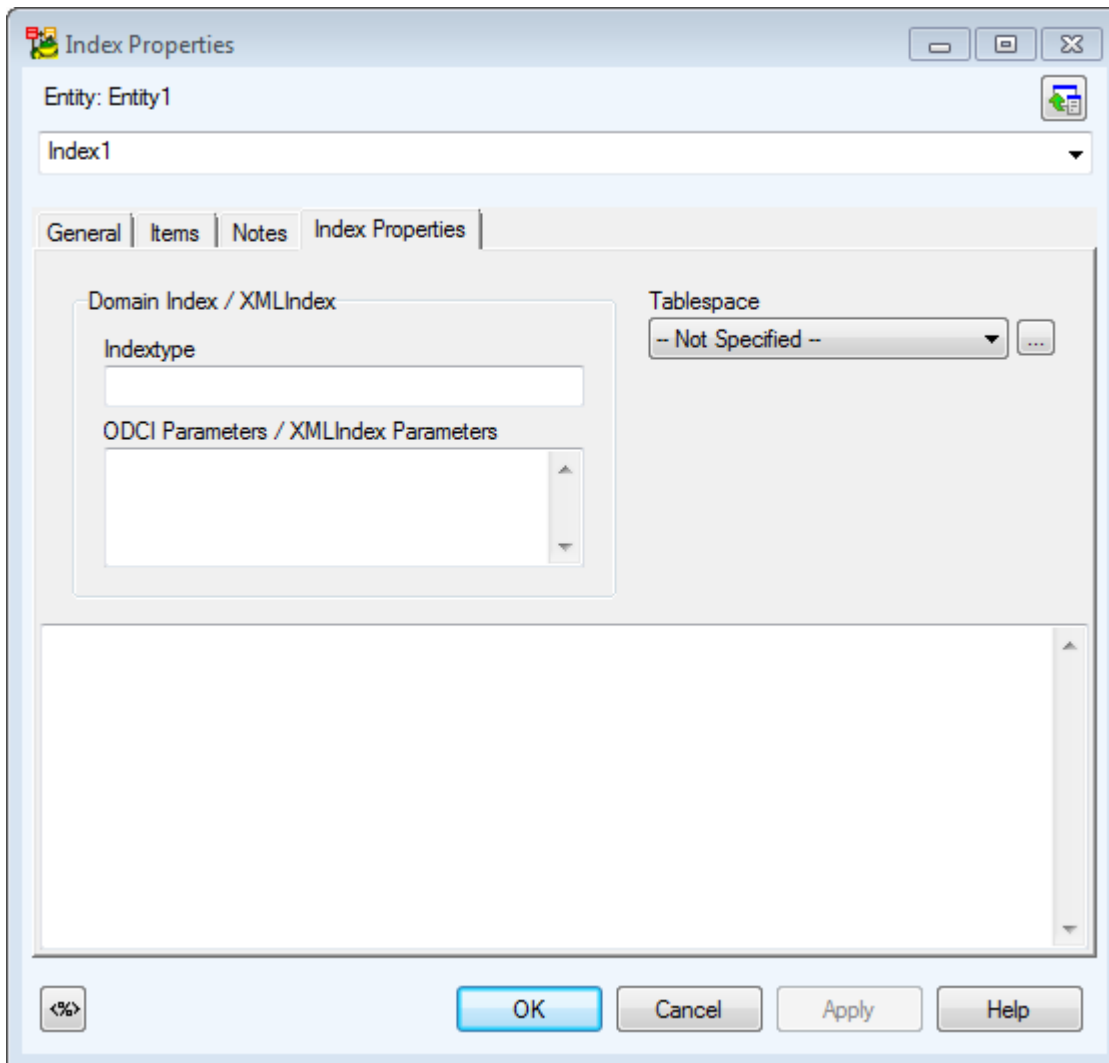 Index Properties
Entity: Entity1
Index1
General Items Notes Index Properties
Domain Index / XMLIndex
Tablespace
Indextype
-- Not Specified --
...
ODCI Parameters / XMLIndex Parameters
<%>
OK Cancel Apply Help